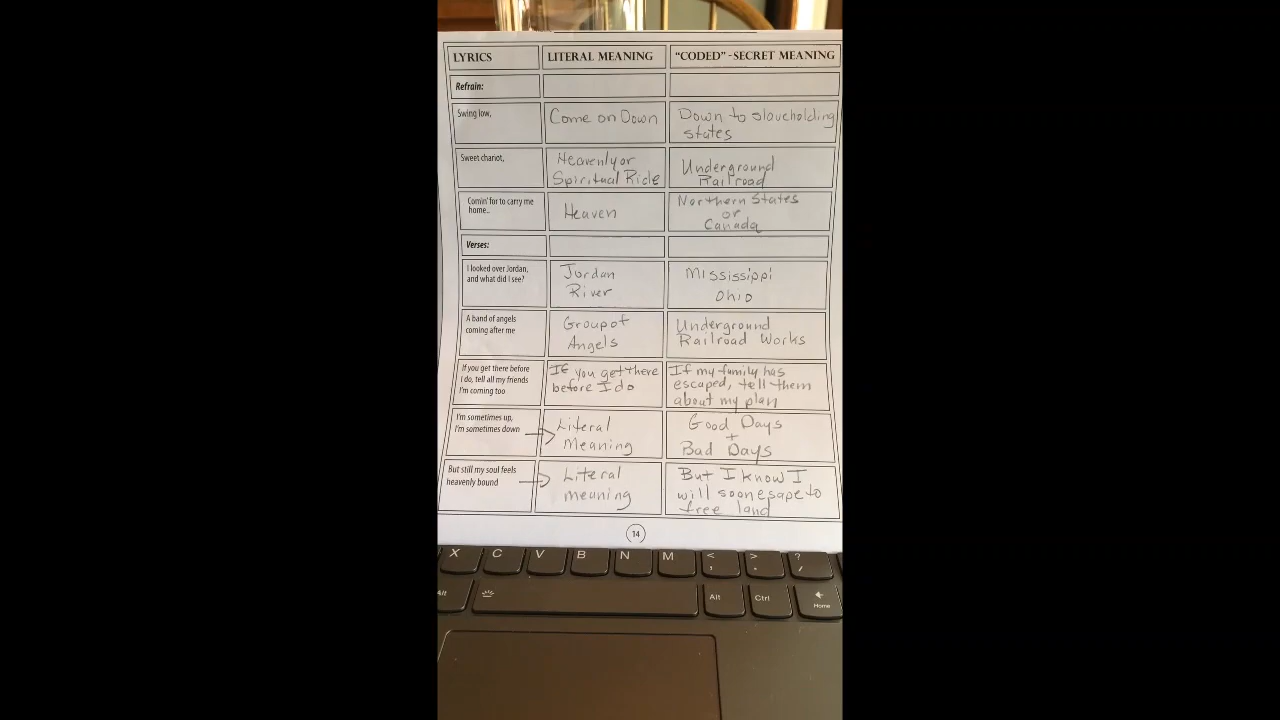 LYRICS
LITERAL MEANING
"CODED" - SECRET MEANING
Refrain:
Swing low,
Come on Down
Down to slaveholding
states
Sweet chariot,
Heavenly or
Spiritual Ride
Underground
Railroad
Comin' for to carry me
home...
Heaven
Northern States
or
Canada
Verses:
I looked over Jordan,
and what did I see?
Jordan
River
Mississippi
Ohio
A band of angels
coming after me
Group of
Angels
Underground
Railroad Works
If you get there before
I do, tell all my friends
I'm coming too
If you get there
before I do
If my family has
escaped, tell them
about my plan
I'm sometimes up,
I'm sometimes down
Literal
Meaning
Good Days
+
Bad Days
But still my soul feels
heavenly bound
Literal
meaning
But I know I
will soon esape to
free land
14
X C V B N M < , > . ? /
Alt Alt Ctrl Home